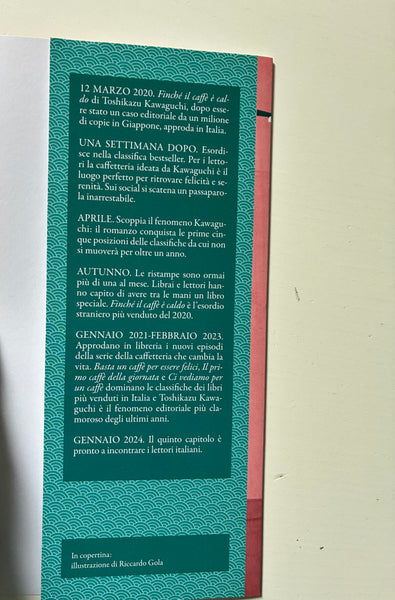 12 MARZO 2020. Finché il caffè è cal-
do di Toshikazu Kawaguchi, dopo esse-
re stato un caso editoriale da un milione
di copie in Giappone, approda in Italia.
UNA SETTIMANA DOPO. Esordi-
sce nella classifica bestseller. Per i letto-
ri la caffetteria ideata da Kawaguchi è il
luogo perfetto per ritrovare felicità e se-
renità. Sui social si scatena un passaparo-
la inarrestabile.
APRILE. Scoppia il fenomeno Kawagu-
chi: il romanzo conquista le prime cin-
que posizioni delle classifiche da cui non
si muoverà per oltre un anno.
AUTUNNO. Le ristampe sono ormai
più di una al mese. Librai e lettori han-
no capito di avere tra le mani un libro
speciale. Finché il caffè è caldo è l'esordio
straniero più venduto del 2020.
GENNAIO 2021-FEBBRAIO 2023.
Approdano in libreria i nuovi episodi
della serie della caffetteria che cambia la
vita. Basta un caffè per essere felici, Il pri-
mo caffè della giornata e Ci vediamo per
un caffè dominano le classifiche dei libri
più venduti in Italia e Toshikazu Kawa-
guchi è il fenomeno editoriale più cla-
moroso degli ultimi anni.
GENNAIO 2024. Il quinto capitolo è
pronto a incontrare i lettori italiani.
In copertina:
illustrazione di Riccardo Gola